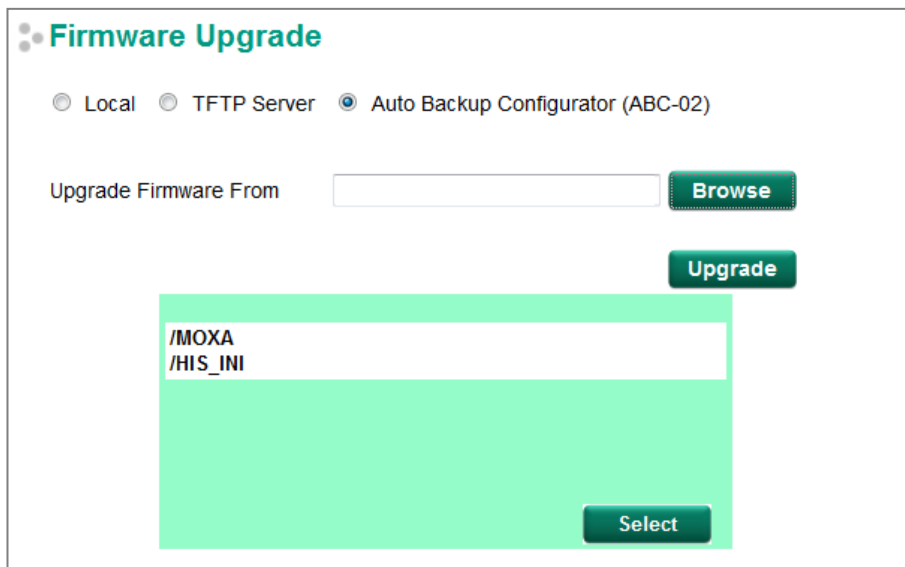 Firmware Upgrade
Local TFTP Server Auto Backup Configurator (ABC-02)
Upgrade Firmware From Browse
Upgrade
/MOXA
/HIS_INI
Select